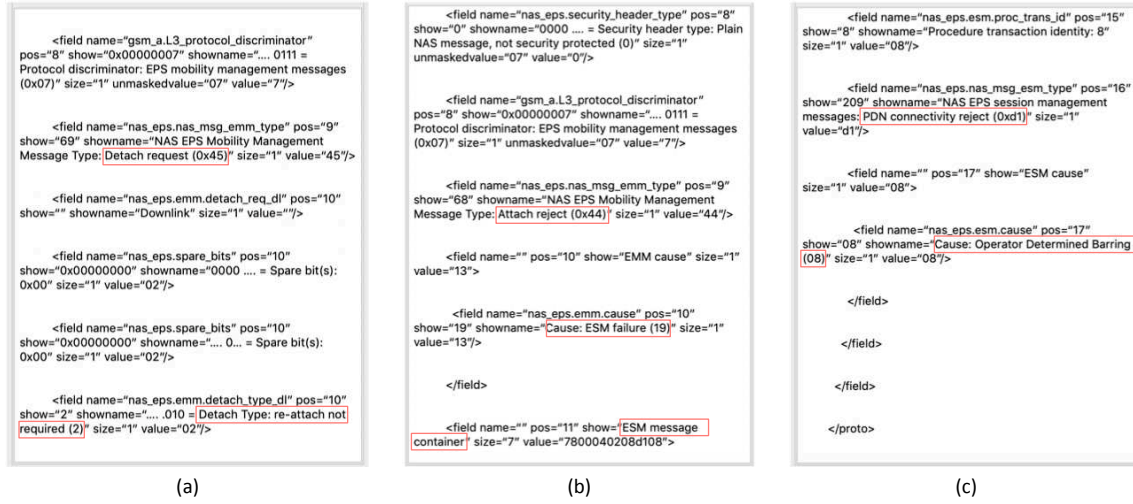 <field name="gsm_a.L3_protocol_discriminator"
pos="8" show="0x00000007" showname=".... 0111 =
Protocol discriminator: EPS mobility management messages
(0x07)" size="1" unmaskedvalue="07" value="7"/>
<field name="nas_eps.nas_msg_emm_type" pos="9"
show="69" showname="NAS EPS Mobility Management
Message Type: Detach request (0x45)" size="1" value="45"/>
<field name="nas_eps.emm.detach_req_dl" pos="10"
show="" showname="Downlink" size="1" value=""/>
<field name="nas_eps.spare_bits" pos="10"
show="0x00000000" showname="0000 .... = Spare bit(s):
0x00" size="1" value="02"/>
<field name="nas_eps.spare_bits" pos="10"
show="0x00000000" showname=".... 0... = Spare bit(s):
0x00" size="1" value="02"/>
<field name="nas_eps.emm.detach_type_dl" pos="10"
show="2" showname=".... .010 = Detach Type: re-attach not
required (2)" size="1" value="02"/>
(a)
<field name="nas_eps.security_header_type" pos="8"
show="0" showname="0000 .... = Security header type: Plain
NAS message, not security protected (0)" size="1"
unmaskedvalue="07" value="0"/>
<field name="gsm_a.L3_protocol_discriminator"
pos="8" show="0x00000007" showname=".... 0111 =
Protocol discriminator: EPS mobility management messages
(0x07)" size="1" unmaskedvalue="07" value="7"/>
<field name="nas_eps.nas_msg_emm_type" pos="9"
show="68" showname="NAS EPS Mobility Management
Message Type: Attach reject (0x44)" size="1" value="44"/>
<field name="" pos="10" show="EMM cause" size="1"
value="13">
<field name="nas_eps.emm.cause" pos="10"
show="19" showname="Cause: ESM failure (19)" size="1"
value="13"/>
</field>
<field name="" pos="11" show="ESM message
container" size="7" value="7800040208d108">
(b)
<field name="nas_eps.esm.proc_trans_id" pos="15"
show="8" showname="Procedure transaction identity: 8"
size="1" value="08"/>
<field name="nas_eps.nas_msg_esm_type" pos="16"
show="209" showname="NAS EPS session management
messages: PDN connectivity reject (0xd1)" size="1"
value="d1"/>
<field name="" pos="17" show="ESM cause"
size="1" value="08">
<field name="nas_eps.esm.cause" pos="17"
show="08" showname="Cause: Operator Determined Barring
(08)" size="1" value="08"/>
</field>
</field>
</field>
</proto>
(c)